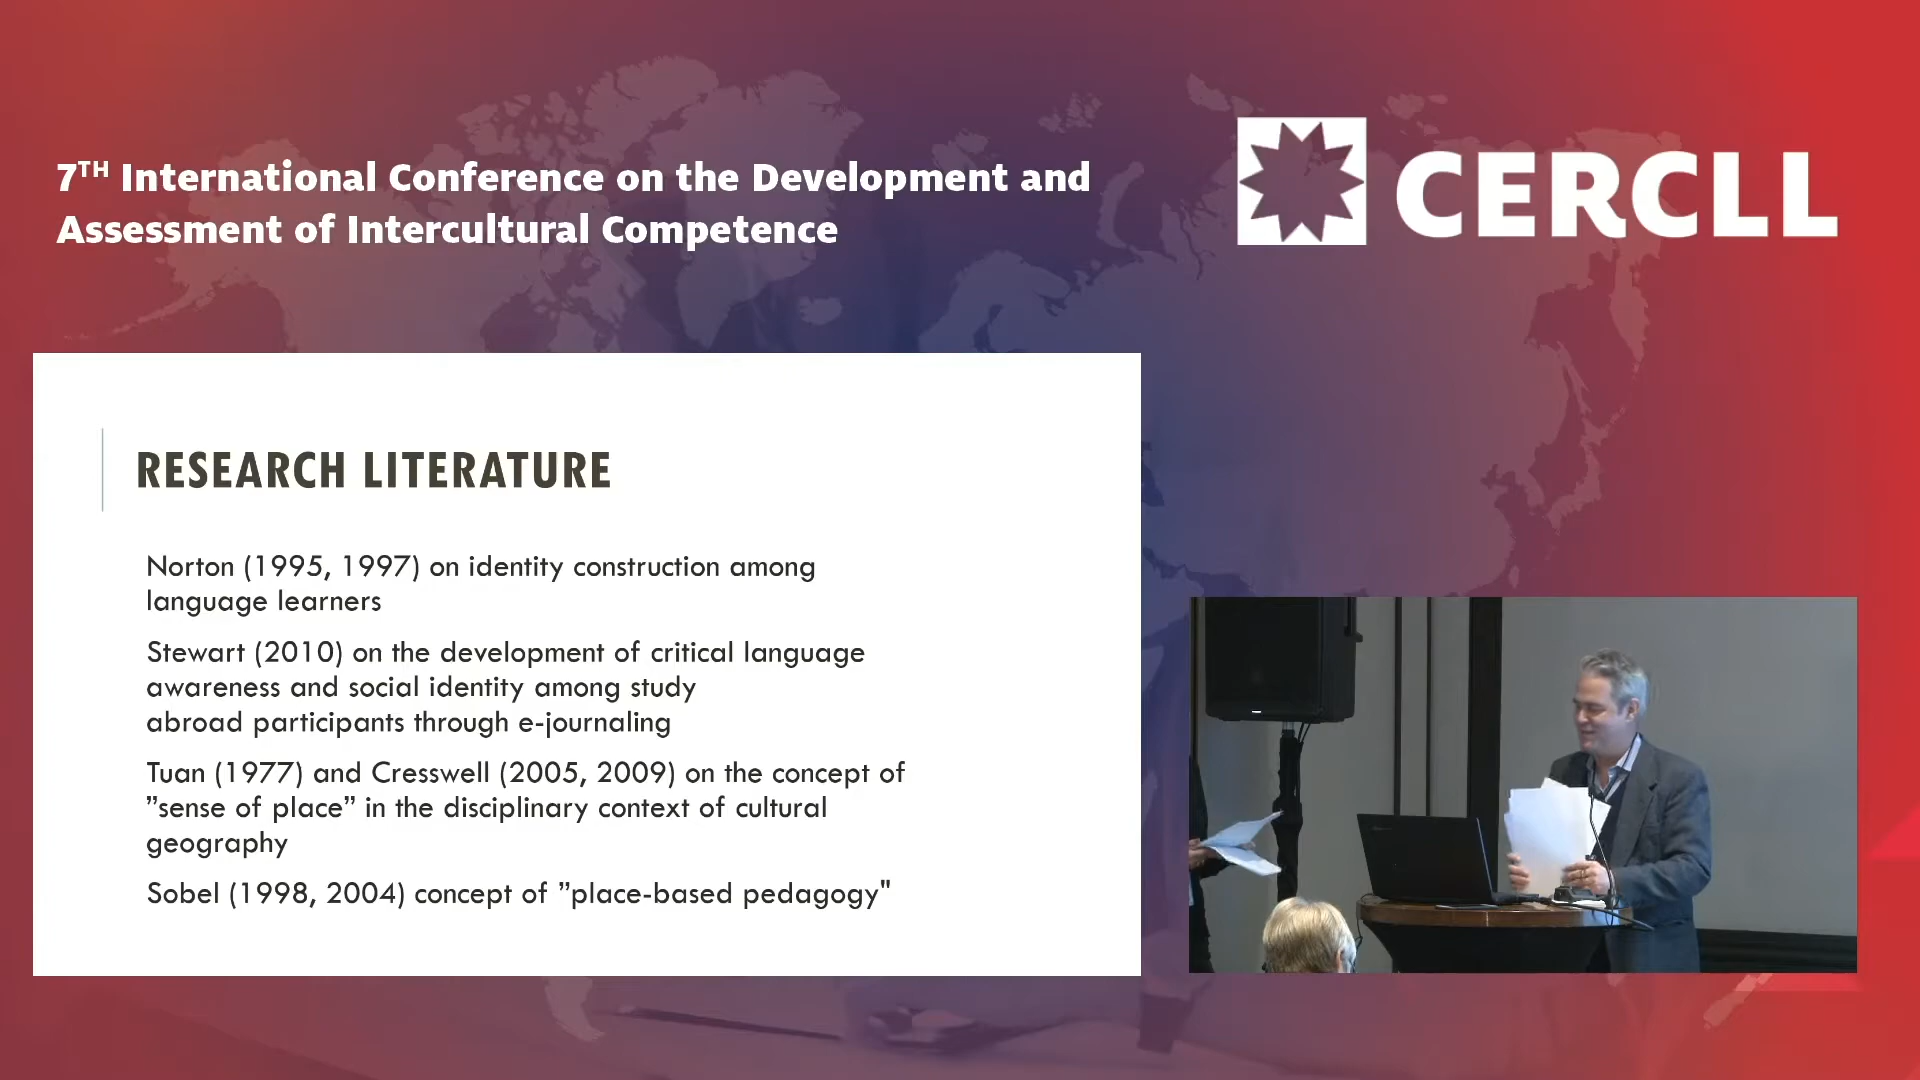 7TH International Conference on the Development and
Assessment of Intercultural Competence
CERCLL
RESEARCH LITERATURE
Norton (1995, 1997) on identity construction among
language learners
Stewart (2010) on the development of critical language
awareness and social identity among study
abroad participants through e-journaling
Tuan (1977) and Cresswell (2005, 2009) on the concept of
”sense of place” in the disciplinary context of cultural
geography
Sobel (1998, 2004) concept of ”place-based pedagogy"